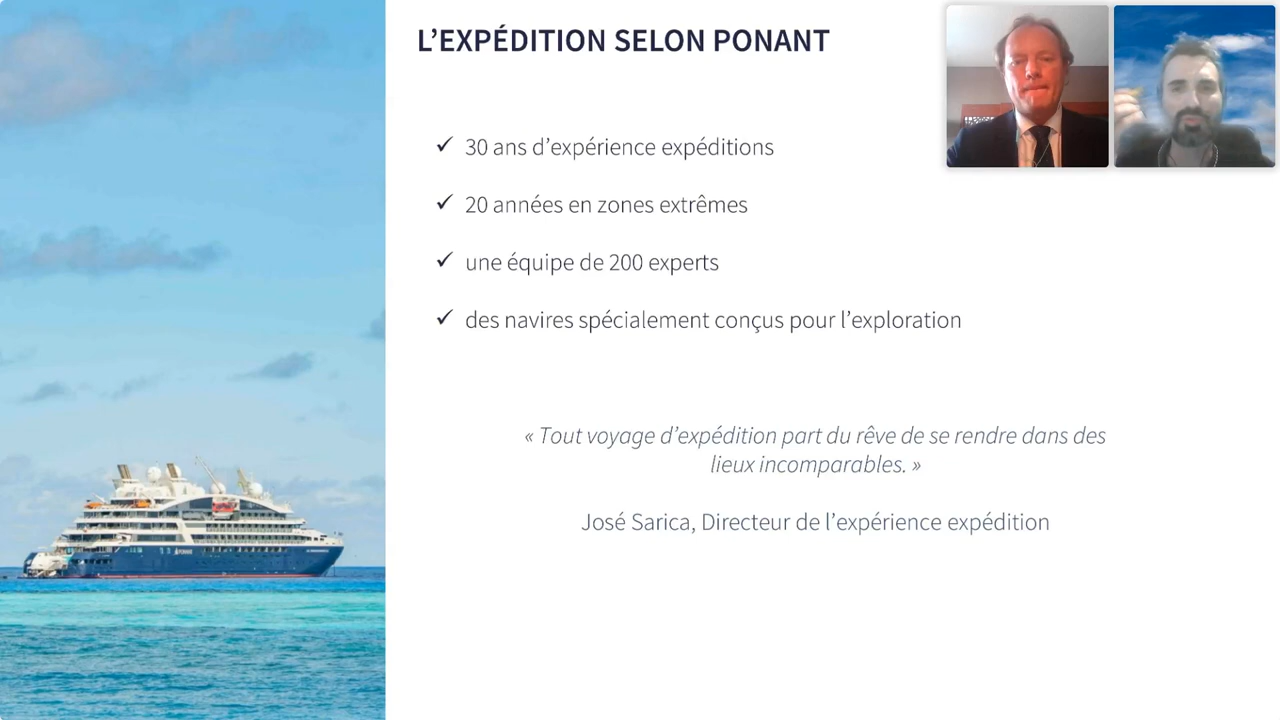 L’EXPÉDITION SELON PONANT
✓ 30 ans d’expérience expéditions
✓ 20 années en zones extrêmes
✓ une équipe de 200 experts
✓ des navires spécialement conçus pour l’exploration
« Tout voyage d’expédition part du rêve de se rendre dans des
lieux incomparables. »
José Sarica, Directeur de l’expérience expédition
PONANT